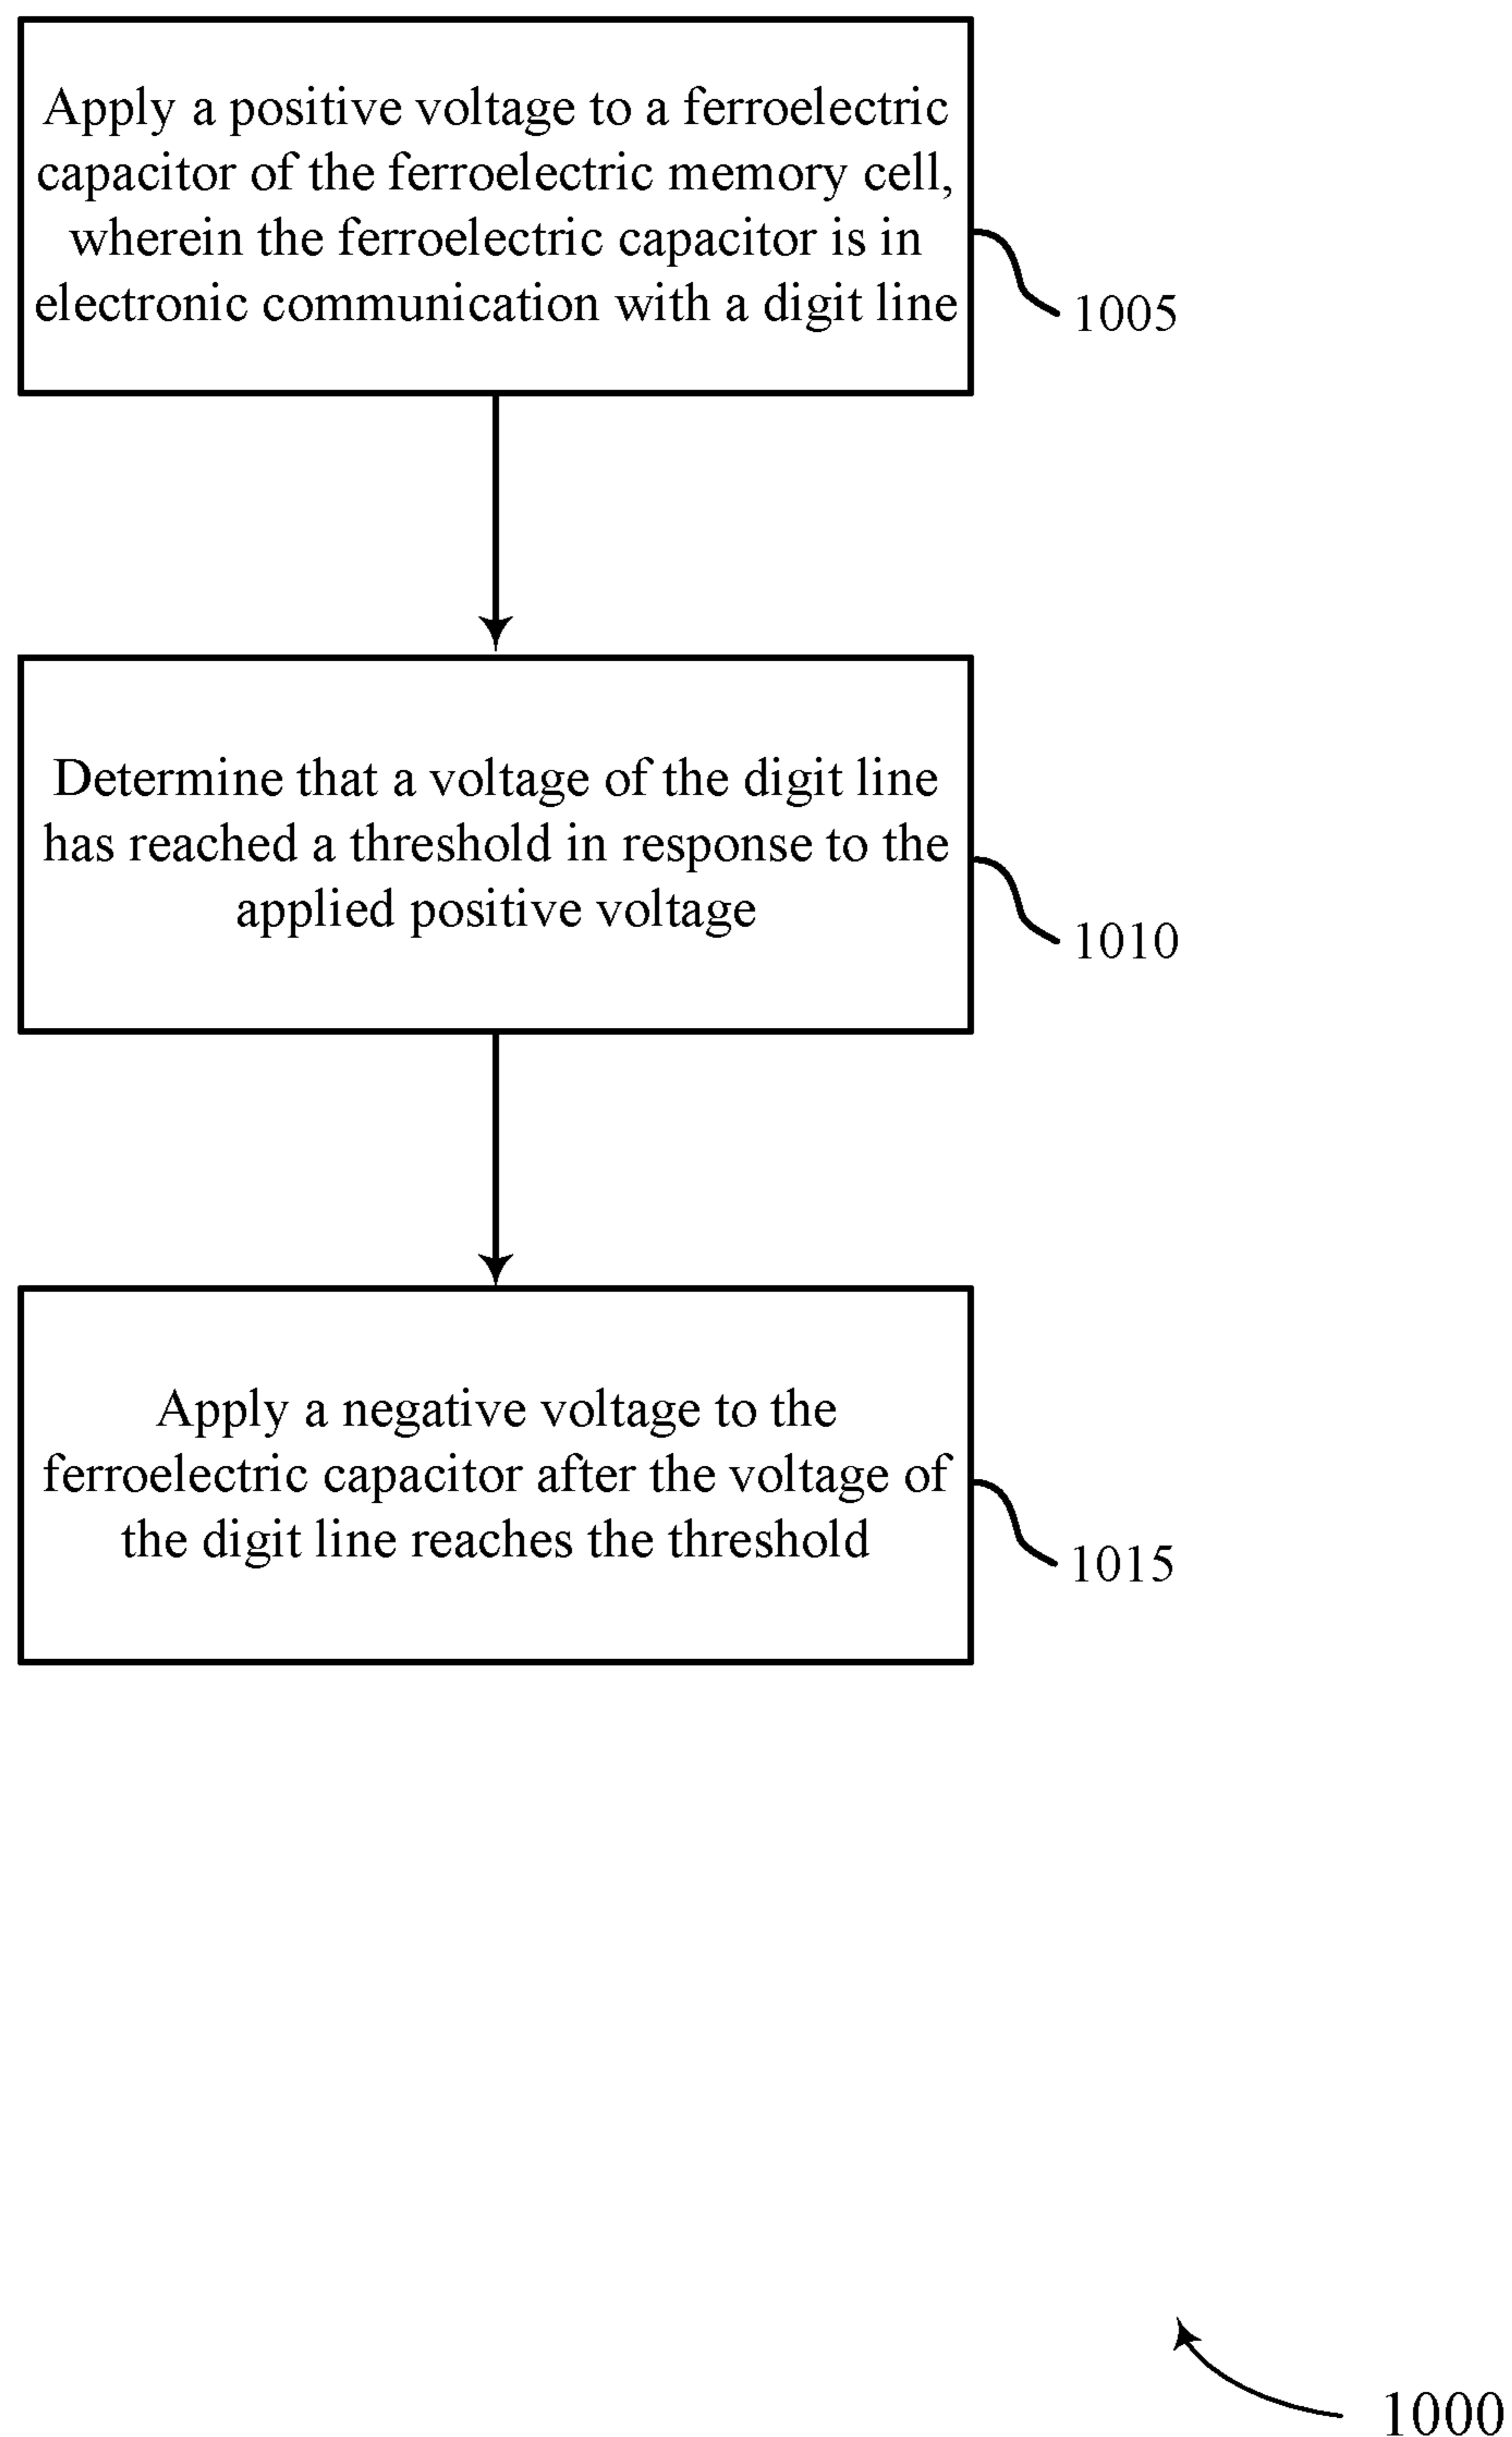 Apply a positive voltage to a ferroelectric
capacitor of the ferroelectric memory cell,
wherein the ferroelectric capacitor is in
electronic communication with a digit line
1005
Determine that a voltage of the digit line
has reached a threshold in response to the
applied positive voltage
1010
Apply a negative voltage to the
ferroelectric capacitor after the voltage of
the digit line reaches the threshold
1015
1000